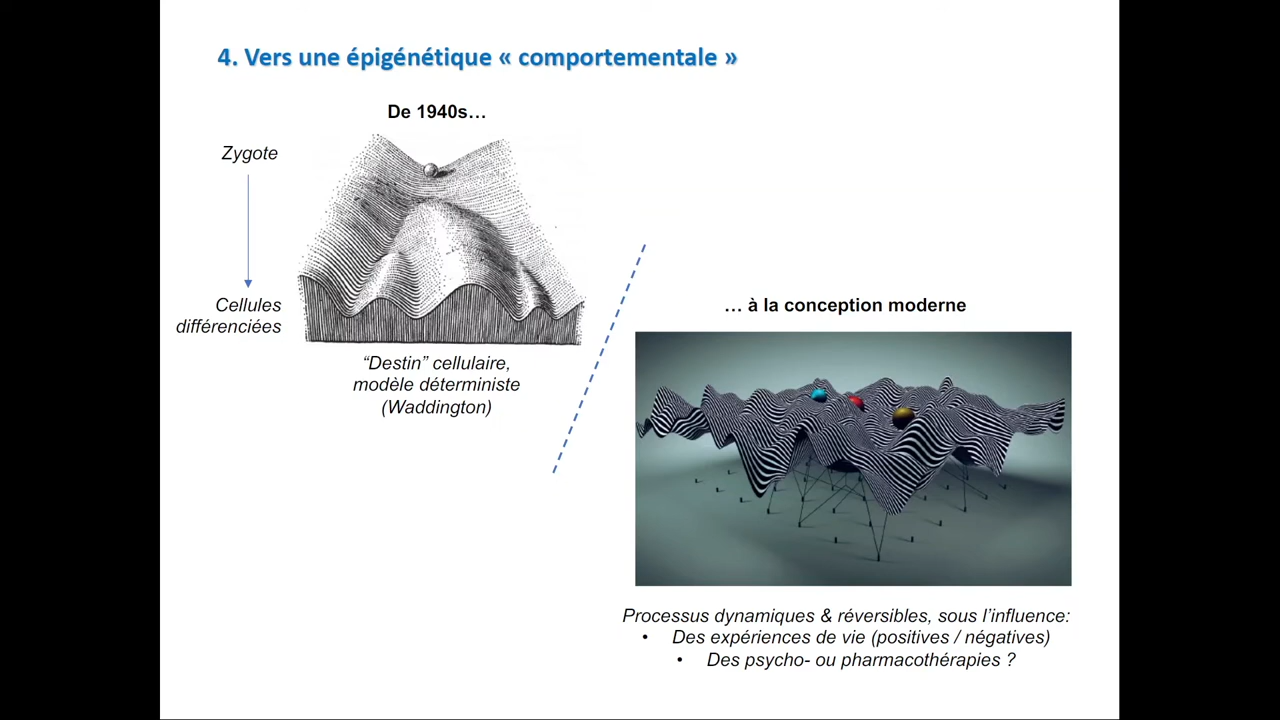 4. Vers une épigénétique « comportementale »
De 1940s…
Zygote
Cellules
différenciées
“Destin” cellulaire,
modèle déterministe
(Waddington)
… à la conception moderne
Processus dynamiques & réversibles, sous l’influence:
• Des expériences de vie (positives / négatives)
• Des psycho- ou pharmacothérapies ?